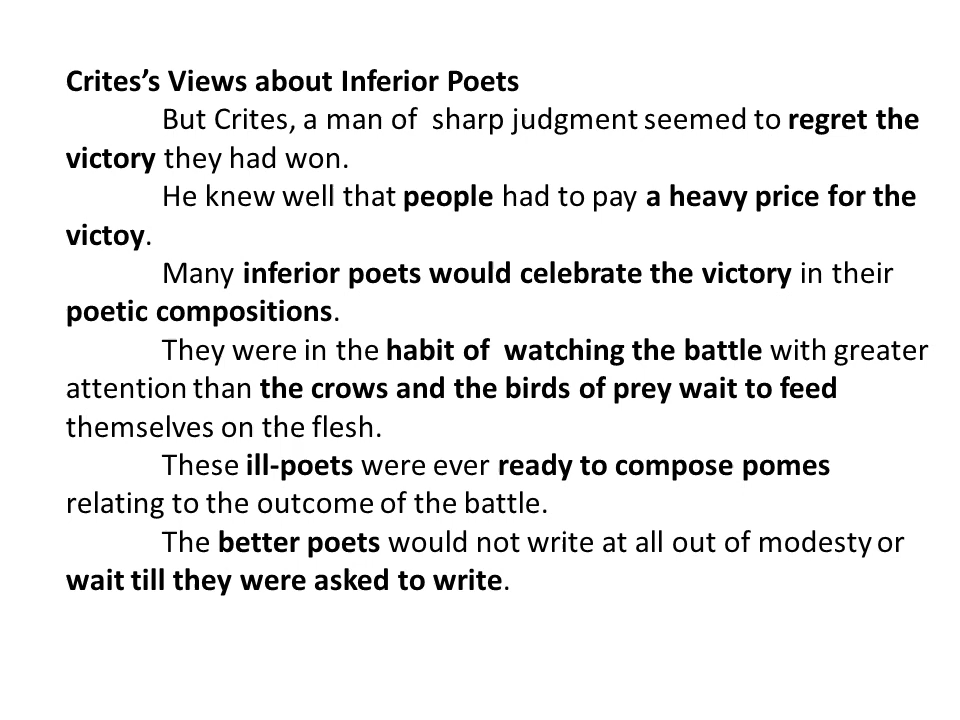 Crites’s Views about Inferior Poets
But Crites, a man of  sharp judgment seemed to regret the
victory they had won.
He knew well that people had to pay a heavy price for the
victoy.
Many inferior poets would celebrate the victory in their
poetic compositions.
They were in the habit of  watching the battle with greater
attention than the crows and the birds of prey wait to feed
themselves on the flesh.
These ill-poets were ever ready to compose pomes
relating to the outcome of the battle.
The better poets would not write at all out of modesty or
wait till they were asked to write.